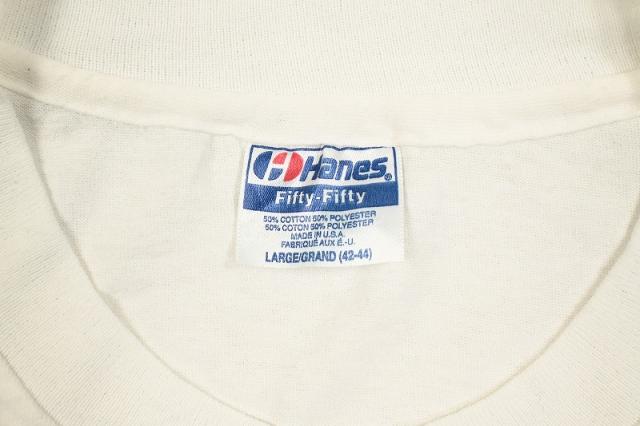 Hanes®
Fifty-Fifty
50% COTTON 50% POLYESTER
50% COTON 50% POLYESTER
MADE IN U.S.A.
FABRIQUÉ AUX É.-U.
LARGE/GRAND (42-44)